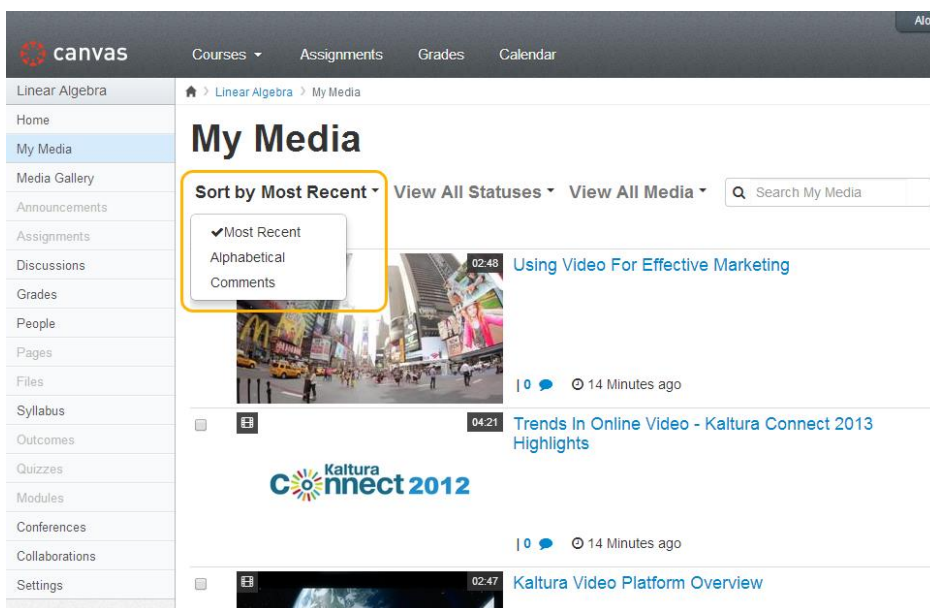 Alo
canvas
Courses
Assignments
Grades
Calendar
Linear Algebra
Linear Algebra > My Media
Home
My Media
Media Gallery
Announcements
Assignments
Discussions
Grades
People
Pages
Files
Syllabus
Outcomes
Quizzes
Modules
Conferences
Collaborations
Settings
My Media
Sort by Most Recent
View All Statuses
View All Media
Search My Media
✔Most Recent
Alphabetical
Comments
02:48
Using Video For Effective Marketing
| 0
14 Minutes ago
04:21
Trends In Online Video - Kaltura Connect 2013
Highlights
Kaltura
Connect 2012
| 0
14 Minutes ago
02:47
Kaltura Video Platform Overview